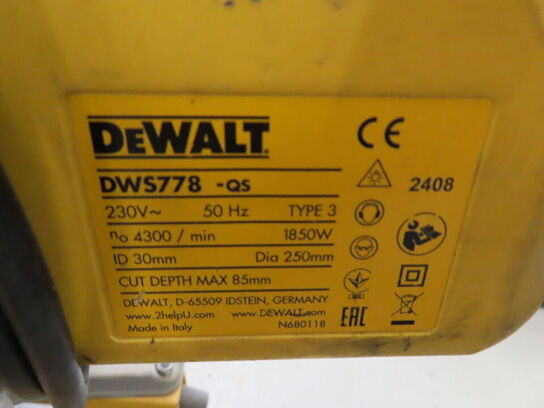 DEWALT
CE
DWS778 -QS
2408
230V~ 50 Hz TYPE 3
n₀ 4300 / min 1850W
ID 30mm Dia 250mm
CUT DEPTH MAX 85mm
DEWALT, D-65509 IDSTEIN, GERMANY
www.2helpU.com www.DEWALT.com
Made in Italy N680118
EAC